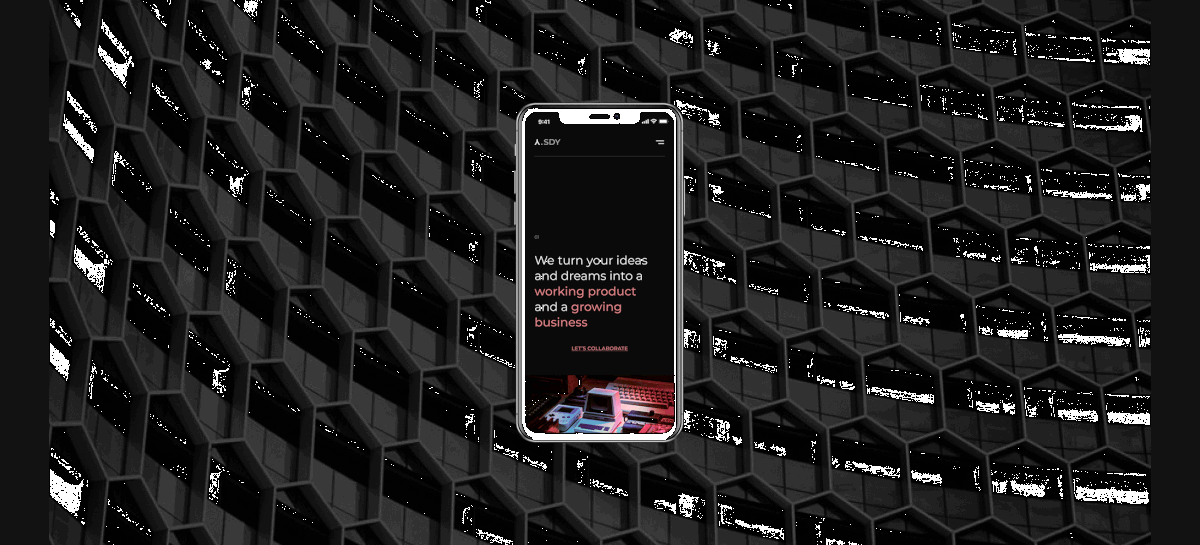 9:41
A.SDY
01
We turn your ideas
and dreams into a
working product
and a growing
business
LET'S COLLABORATE